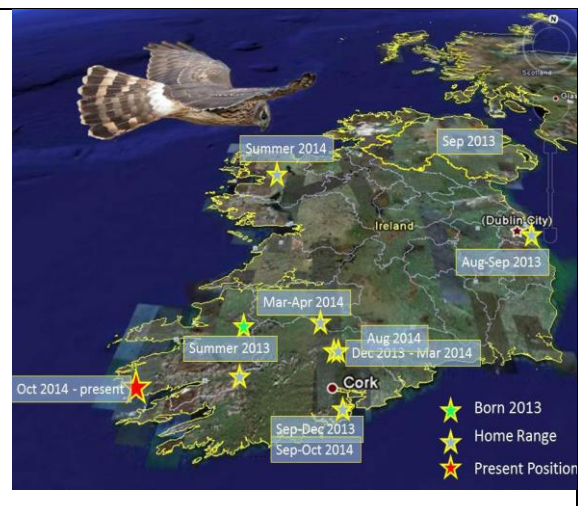 N
Scotland
Summer 2014
Sep 2013
Ireland
(Dublin City)
Aug-Sep 2013
Mar-Apr 2014
Aug 2014
Summer 2013
Dec 2013 - Mar 2014
Oct 2014 - present
Cork
Born 2013
Sep-Dec 2013
Home Range
Sep-Oct 2014
Present Position